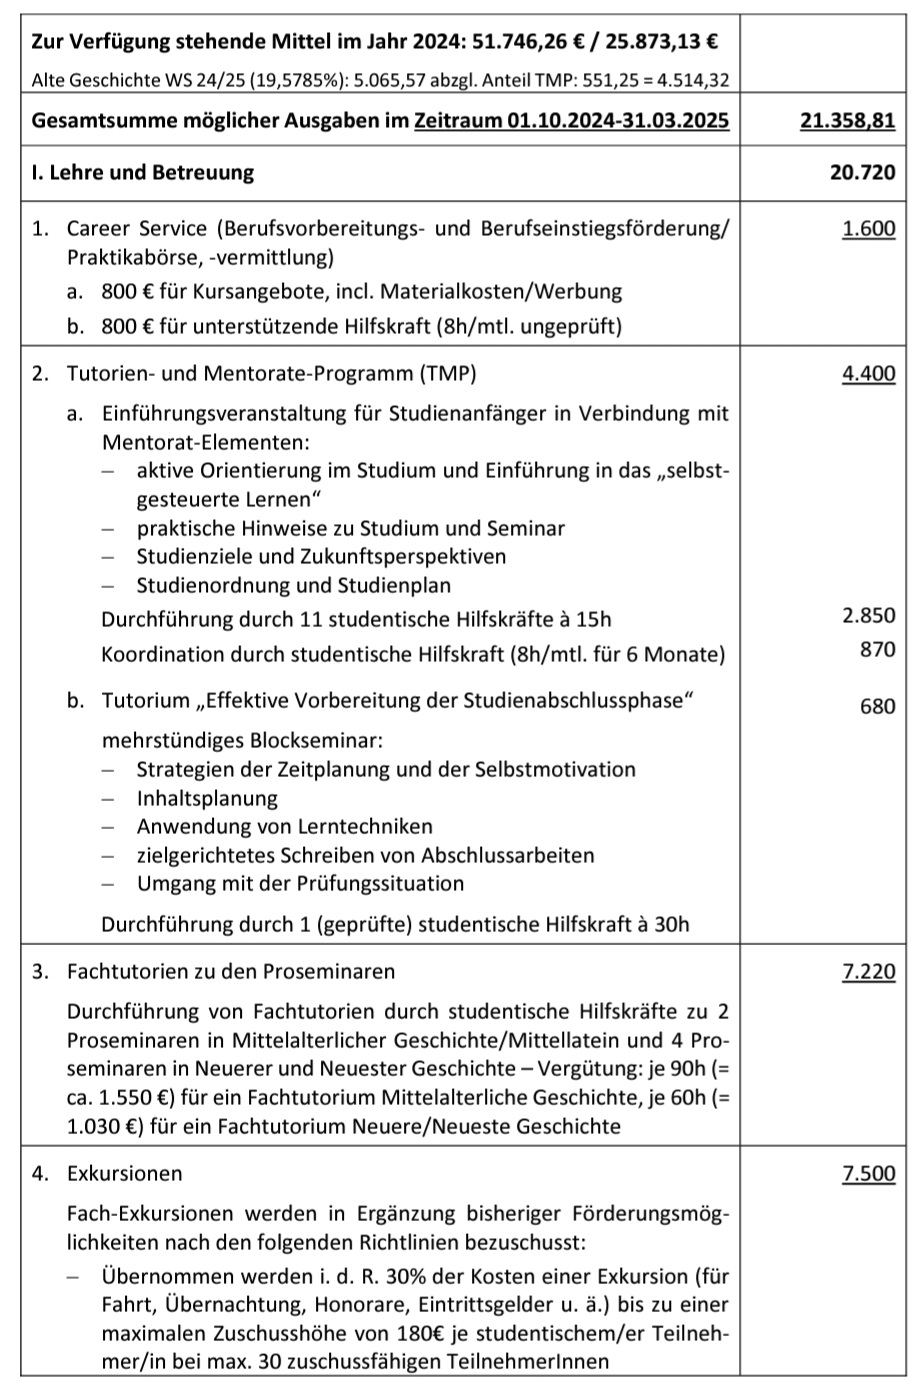 Zur Verfügung stehende Mittel im Jahr 2024: 51.746,26 € / 25.873,13 €
Alte Geschichte WS 24/25 (19,5785%): 5.065,57 abzgl. Anteil TMP: 551,25 = 4.514,32
Gesamtsumme möglicher Ausgaben im Zeitraum 01.10.2024-31.03.2025 21.358,81
I. Lehre und Betreuung 20.720
1. Career Service (Berufsvorbereitungs- und Berufseinstiegsförderung/ 1.600
Praktikabörse, -vermittlung)
a. 800 € für Kursangebote, incl. Materialkosten/Werbung
b. 800 € für unterstützende Hilfskraft (8h/mtl. ungeprüft)
2. Tutorien- und Mentorate-Programm (TMP) 4.400
a. Einführungsveranstaltung für Studienanfänger in Verbindung mit
Mentorat-Elementen:
– aktive Orientierung im Studium und Einführung in das „selbst-
gesteuerte Lernen“
– praktische Hinweise zu Studium und Seminar
– Studienziele und Zukunftsperspektiven
– Studienordnung und Studienplan
Durchführung durch 11 studentische Hilfskräfte à 15h 2.850
Koordination durch studentische Hilfskraft (8h/mtl. für 6 Monate) 870
b. Tutorium „Effektive Vorbereitung der Studienabschlussphase“ 680
mehrstündiges Blockseminar:
– Strategien der Zeitplanung und der Selbstmotivation
– Inhaltsplanung
– Anwendung von Lerntechniken
– zielgerichtetes Schreiben von Abschlussarbeiten
– Umgang mit der Prüfungssituation
Durchführung durch 1 (geprüfte) studentische Hilfskraft à 30h
3. Fachtutorien zu den Proseminaren 7.220
Durchführung von Fachtutorien durch studentische Hilfskräfte zu 2
Proseminaren in Mittelalterlicher Geschichte/Mittellatein und 4 Pro-
seminaren in Neuerer und Neuester Geschichte – Vergütung: je 90h (=
ca. 1.550 €) für ein Fachtutorium Mittelalterliche Geschichte, je 60h (=
1.030 €) für ein Fachtutorium Neuere/Neueste Geschichte
4. Exkursionen 7.500
Fach-Exkursionen werden in Ergänzung bisheriger Förderungsmög-
lichkeiten nach den folgenden Richtlinien bezuschusst:
– Übernommen werden i. d. R. 30% der Kosten einer Exkursion (für
Fahrt, Übernachtung, Honorare, Eintrittsgelder u. ä.) bis zu einer
maximalen Zuschusshöhe von 180€ je studentischem/er Teilneh-
mer/in bei max. 30 zuschussfähigen TeilnehmerInnen